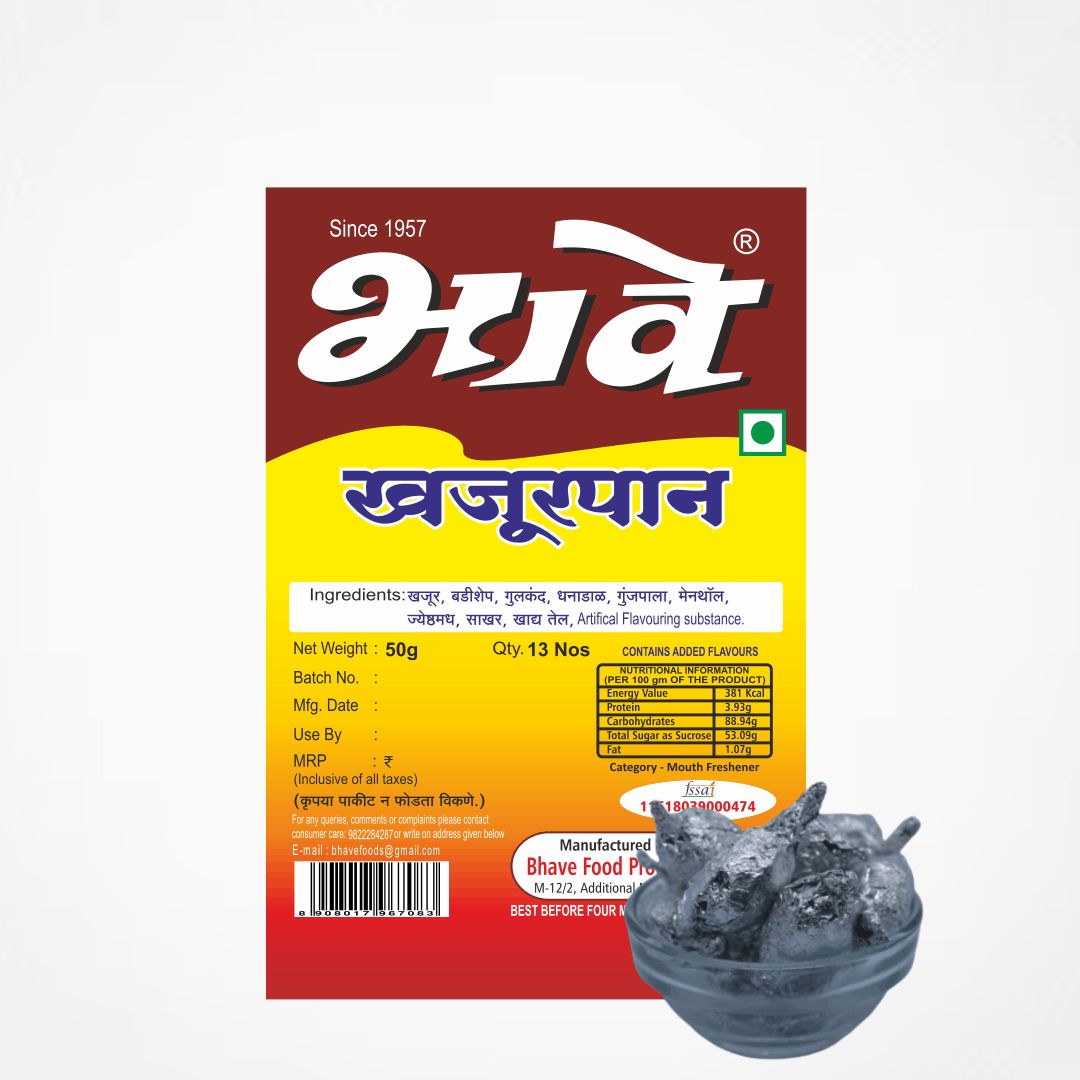 Since 1957
भावे ®
खजूरपान
Ingredients: खजूर, बडीशेप, गुलकंद, धनाडाळ, गुंजपाला, मेनथॉल,
ज्येष्ठमध, साखर, खाद्य तेल, Artifical Flavouring substance.
Net Weight : 50g
Qty. 13 Nos
Batch No. :
Mfg. Date :
Use By :
MRP : ₹
(Inclusive of all taxes)
(कृपया पाकीट न फोडता विकणे.)
For any queries, comments or complaints please contact
consumer care: 9822284287 or write on address given below
E-mail : bhavefoods@gmail.com
8 908017 967083
CONTAINS ADDED FLAVOURS
NUTRITIONAL INFORMATION
(PER 100 gm OF THE PRODUCT)
Energy Value 381 Kcal
Protein 3.93g
Carbohydrates 88.94g
Total Sugar as Sucrose 53.09g
Fat 1.07g
Category - Mouth Freshener
fssai
18039000474
Manufactured
Bhave Food
M-12/2, Additional
BEST BEFORE FOUR